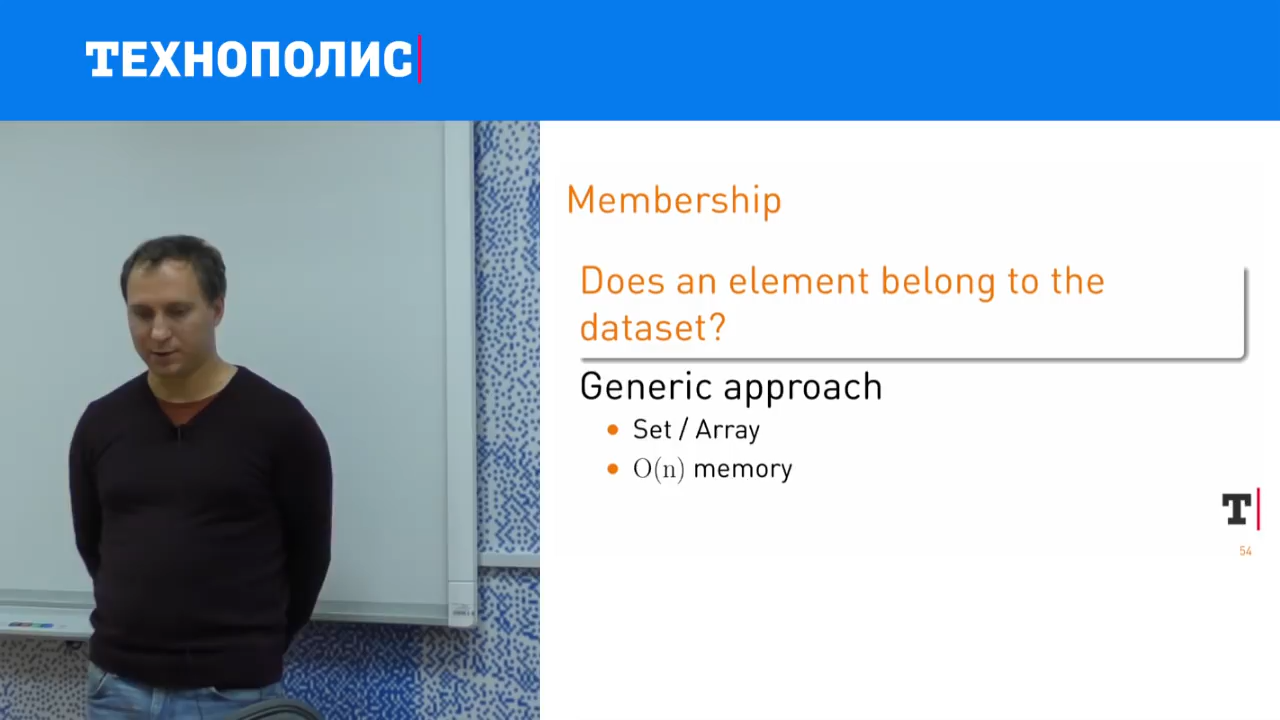 ТЕХНОПОЛИС
Membership
Does an element belong to the
dataset?
Generic approach
• Set / Array
• O(n) memory
T
54